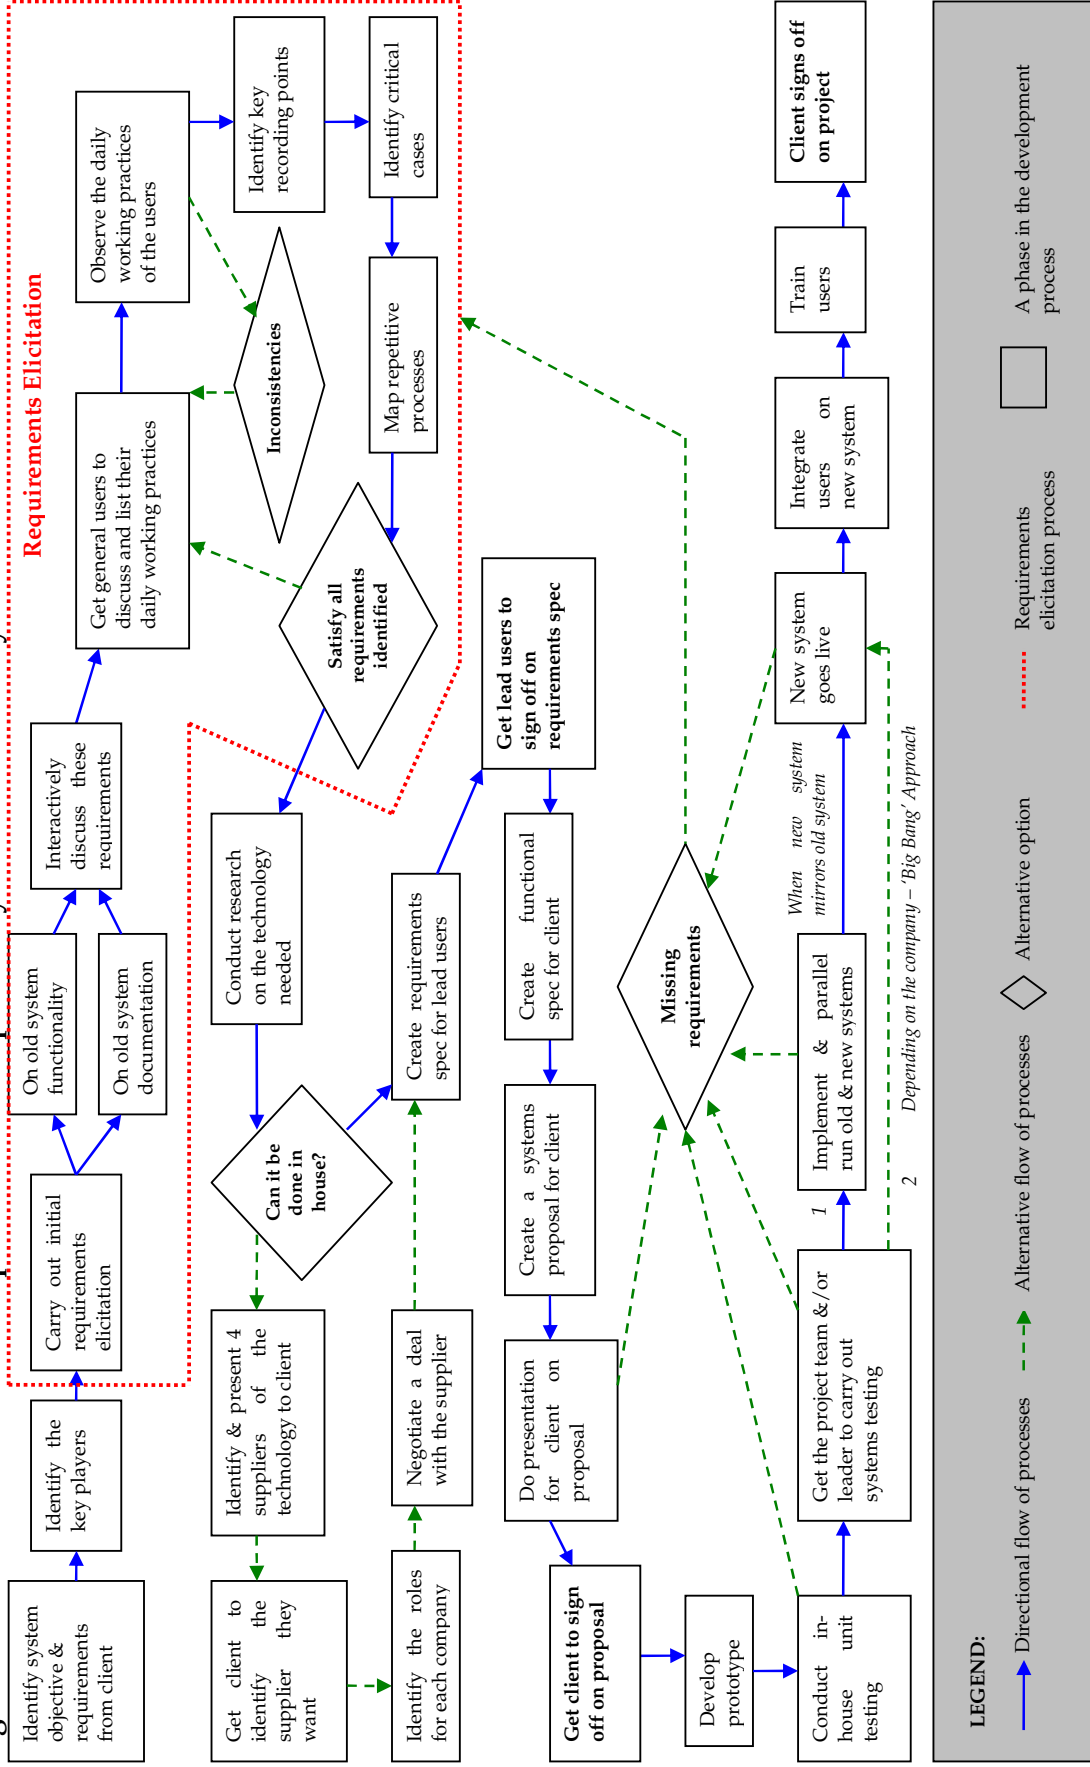 Requirements Elicitation
Identify system
objective &
requirements
from client
Identify the
key players
Carry out initial
requirements
elicitation
On old system
functionality
On old system
documentation
Interactively
discuss these
requirements
Get general users to
discuss and list their
daily working practices
Observe the daily
working practices
of the users
Identify key
recording points
Identify critical
cases
Inconsistencies
Map repetitive
processes
Satisfy all
requirements
identified
Conduct research
on the technology
needed
Can it be
done in
house?
Identify & present 4
suppliers of the
technology to client
Get client to
identify the
supplier they
want
Identify the roles
for each company
Negotiate a deal
with the supplier
Create requirements
spec for lead users
Get lead users to
sign off on
requirements spec
Create functional
spec for client
Create a systems
proposal for client
Do presentation
for client on
proposal
Get client to sign
off on proposal
Develop
prototype
Conduct in-
house unit
testing
Get the project team &/or
leader to carry out
systems testing
Missing
requirements
1
Implement & parallel
run old & new systems
When new system
mirrors old system
2
Depending on the company – 'Big Bang' Approach
New system
goes live
Integrate
users on
new system
Train
users
Client signs off
on project
LEGEND:
Directional flow of processes
Alternative flow of processes
Alternative option
Requirements
elicitation process
A phase in the development
process